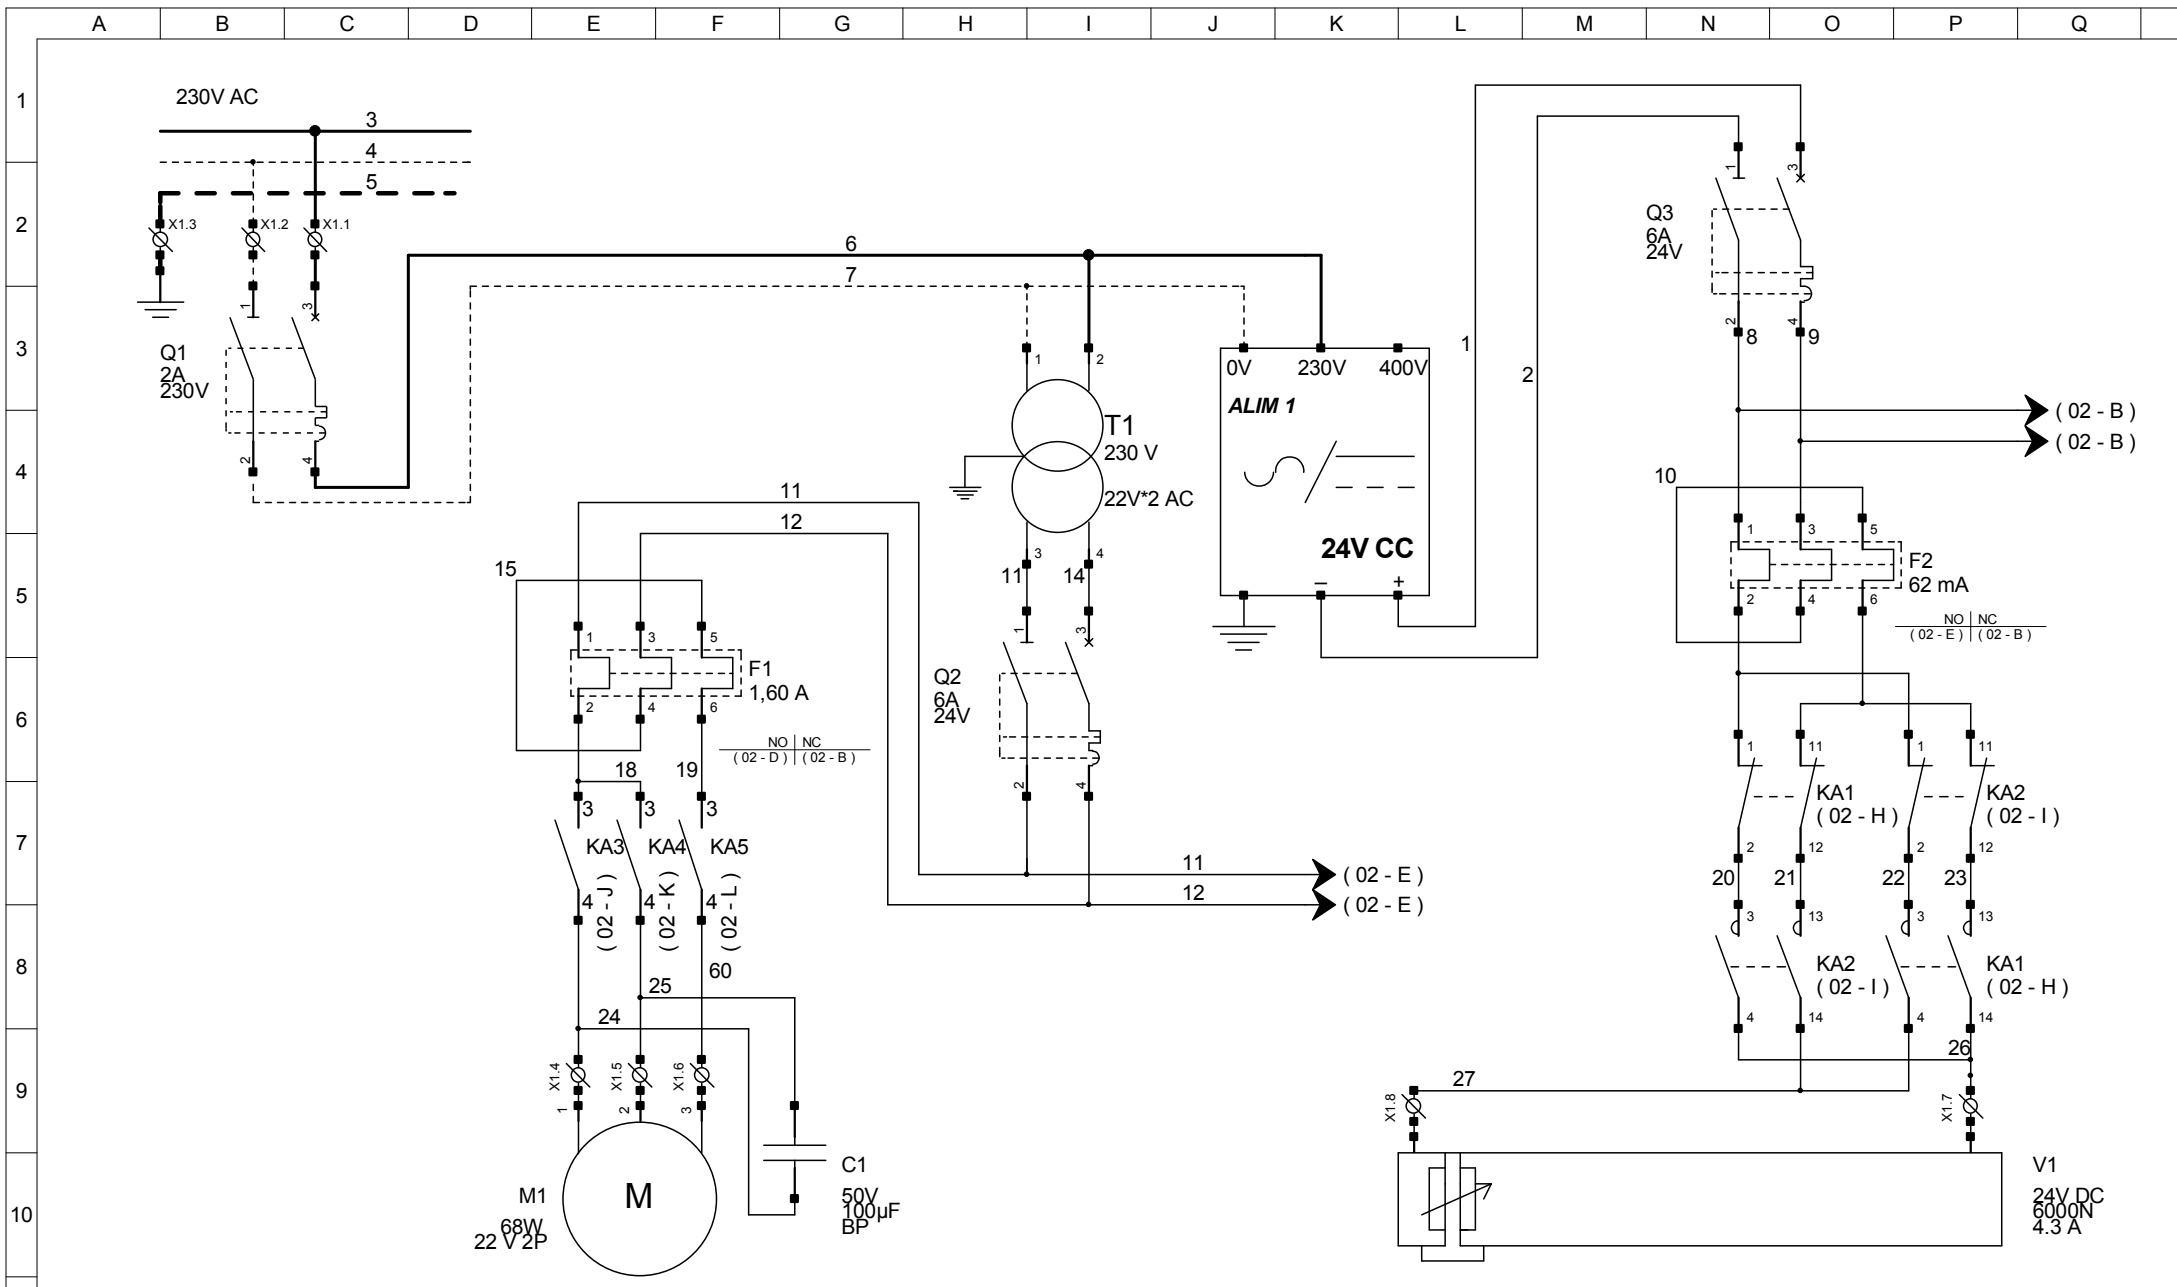 A B C D E F G H I J K L M N O P Q
1
230V AC
3
4
5
1 3
2
X1.3 X1.2 X1.1
6
7
Q3
6A
24V
1 3
2 4
8 9
3
Q1
2A
230V
1 2
0V 230V 400V
1
2
ALIM 1
T1
230 V
22V*2 AC
( 02 - B )
( 02 - B )
2 4
4
11
12
10
24V CC
3 4
11 14
– +
1 3 5
F2
62 mA
2 4 6
NO NC
( 02 - E ) ( 02 - B )
15
5
1 3 5
F1
1,60 A
2 4 6
NO NC
( 02 - D ) ( 02 - B )
1 3
Q2
6A
24V
2 4
6
18 19
3 3 3
KA3 KA4 KA5
4 4 4
( 02 - J ) ( 02 - K ) ( 02 - L )
1 11 1 11
KA1
( 02 - H )
KA2
( 02 - I )
2 12 2 12
7
11
12
( 02 - E )
( 02 - E )
20 21 22 23
3 13 3 13
KA2
( 02 - I )
KA1
( 02 - H )
4 14 4 14
8
60
25
24
26
27
9
X1.4 X1.5 X1.6
1 2 3
X1.8 X1.7
10
M
M1
68W
22 V 2P
C1
50V
100µF
BP
V1
24V DC
6000N
4.3 A